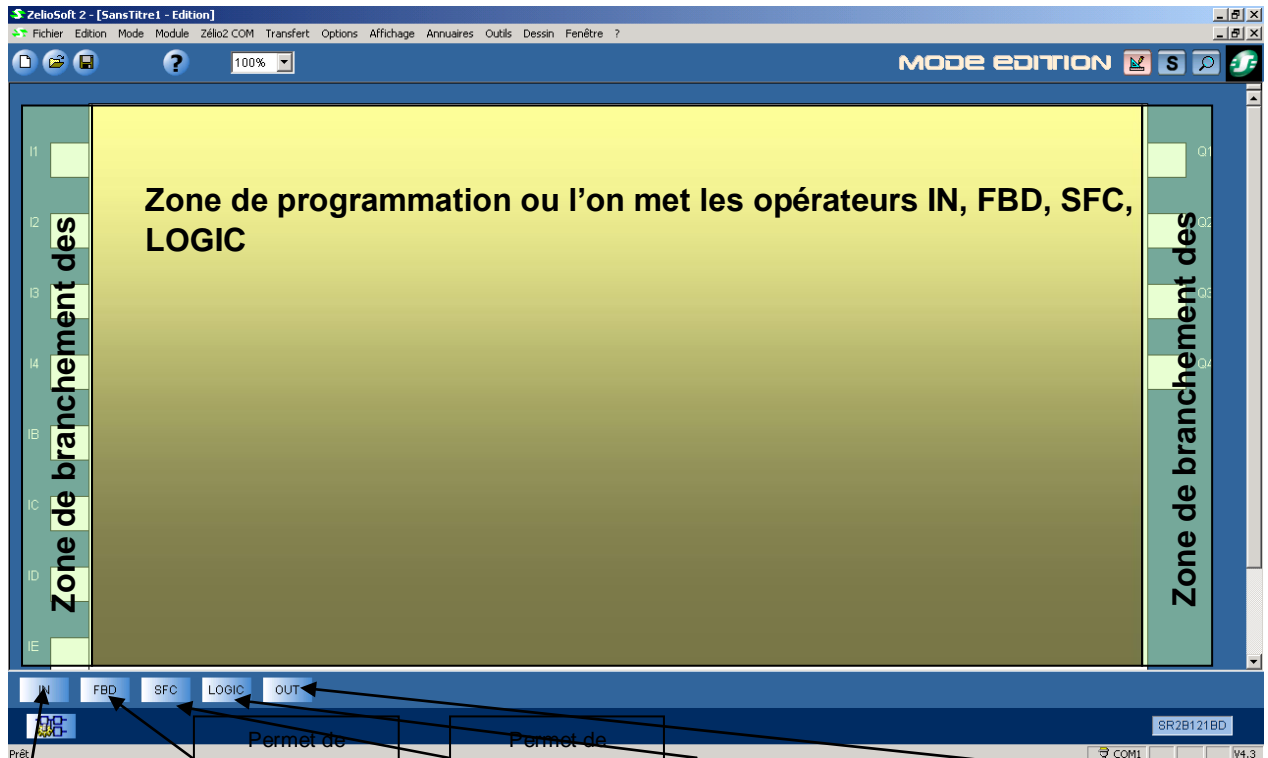 ZelioSoft 2 - [SansTitre1 - Edition]
Fichier Edition Mode Module Zélio2 COM Transfert Options Affichage Annuaires Outils Dessin Fenêtre ?
? 100% MODE EDITION S
I1 Q1
Zone de programmation ou l'on met les opérateurs IN, FBD, SFC,
LOGIC
I2 Q2
I3 Q3
I4 Q4
IB
IC
ID
IE
Zone de branchement des
Zone de branchement des
IN FBD SFC LOGIC OUT
SR2B121BD
Permet de Permet de
Prêt COM1 V4.3